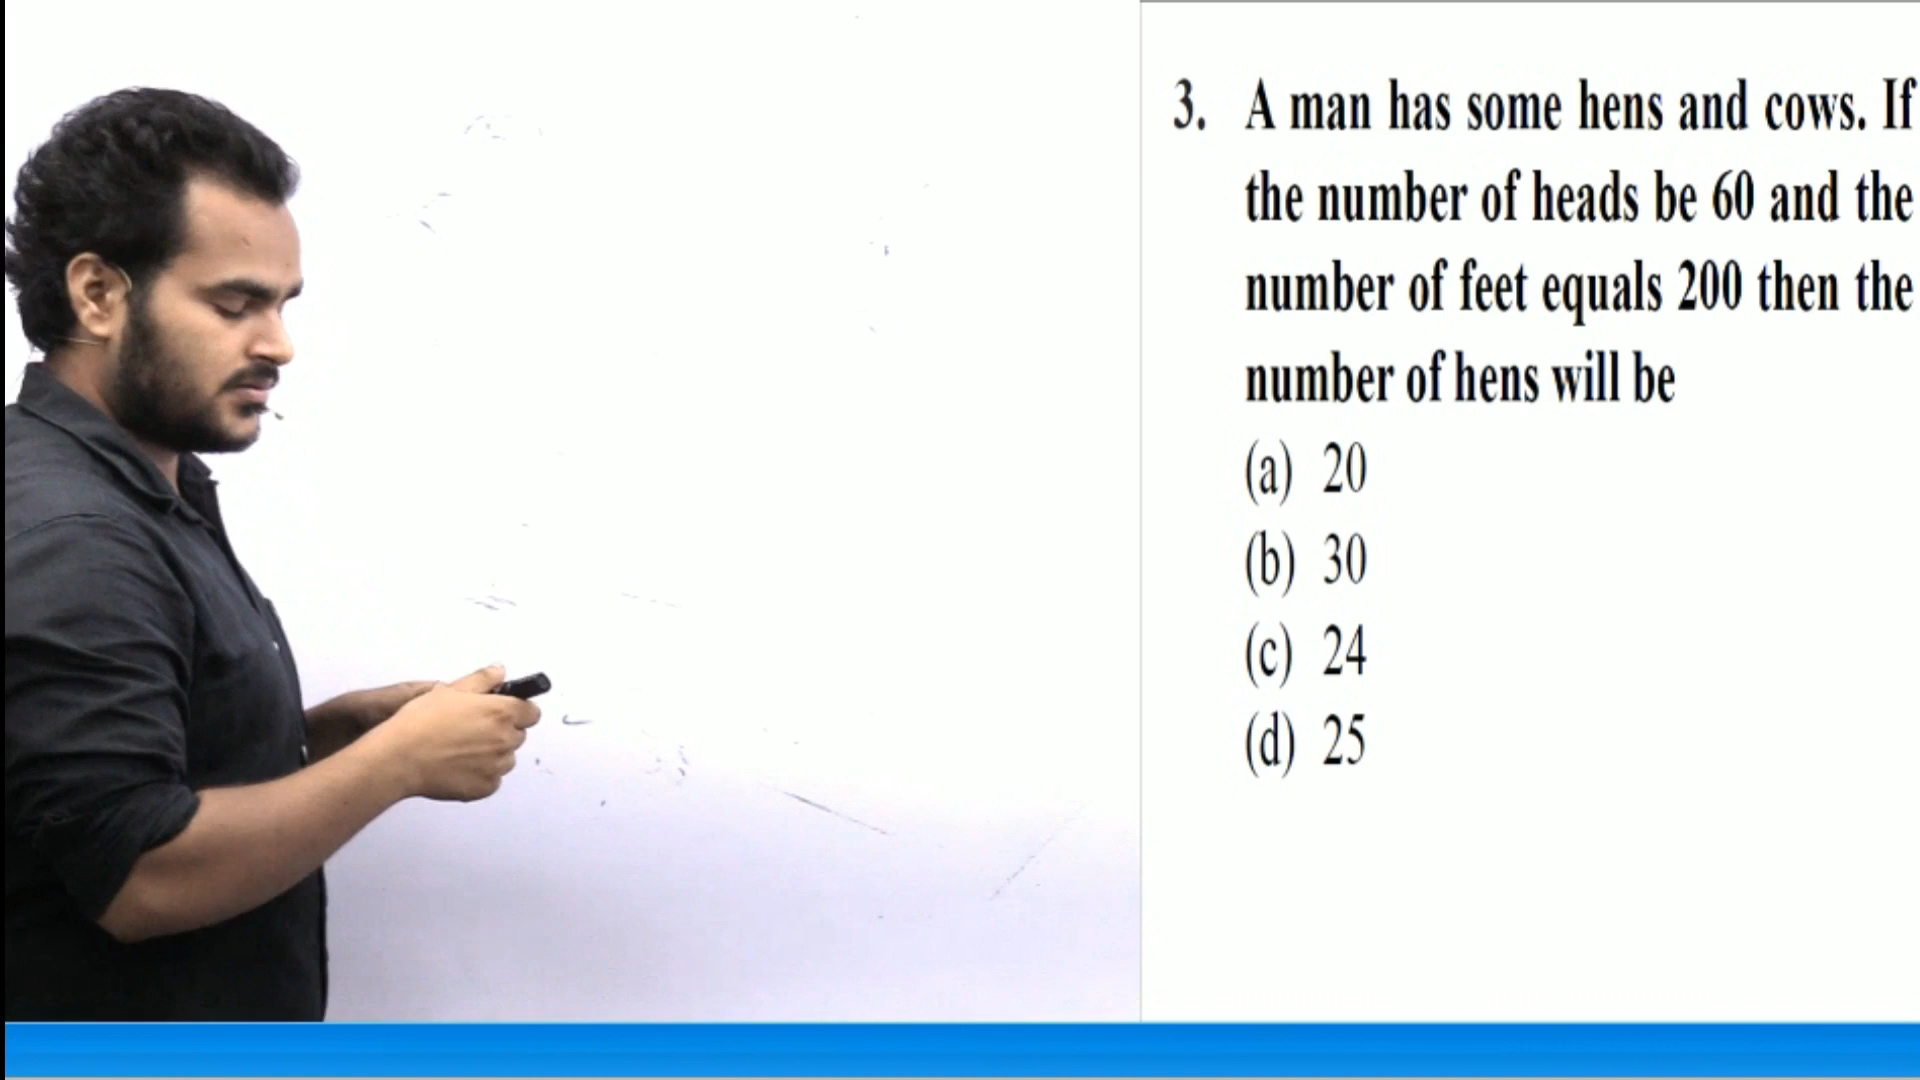 3. A man has some hens and cows. If
the number of heads be 60 and the
number of feet equals 200 then the
number of hens will be
(a) 20
(b) 30
(c) 24
(d) 25